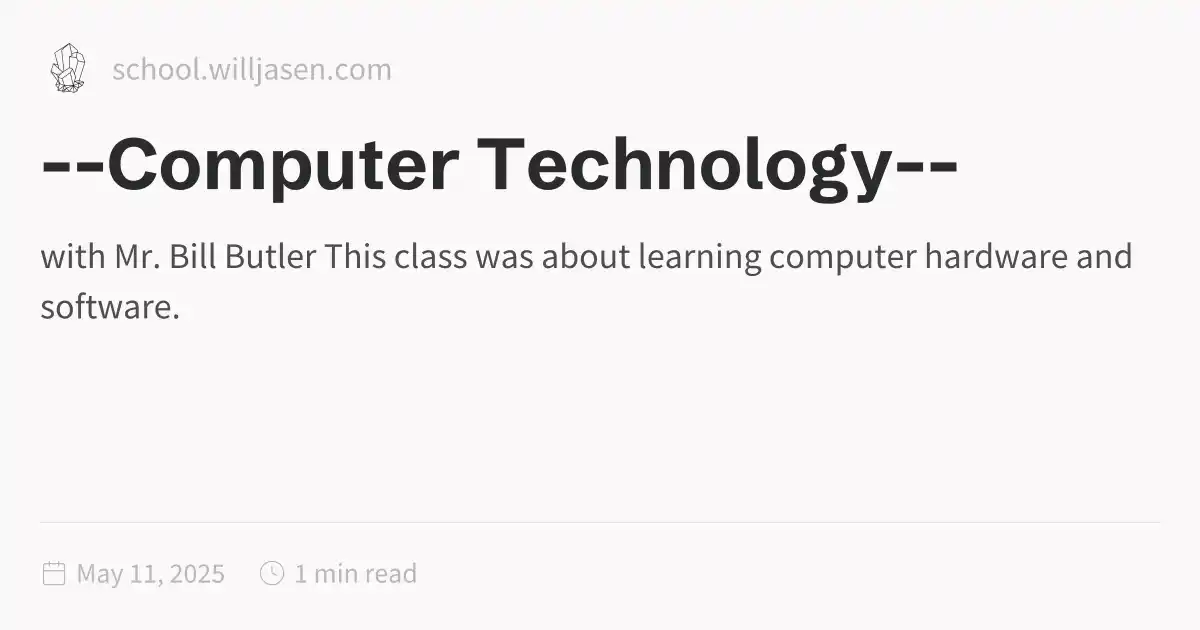 school.willjasen.com
--Computer Technology--
with Mr. Bill Butler This class was about learning computer hardware and
software.
May 11, 2025 1 min read